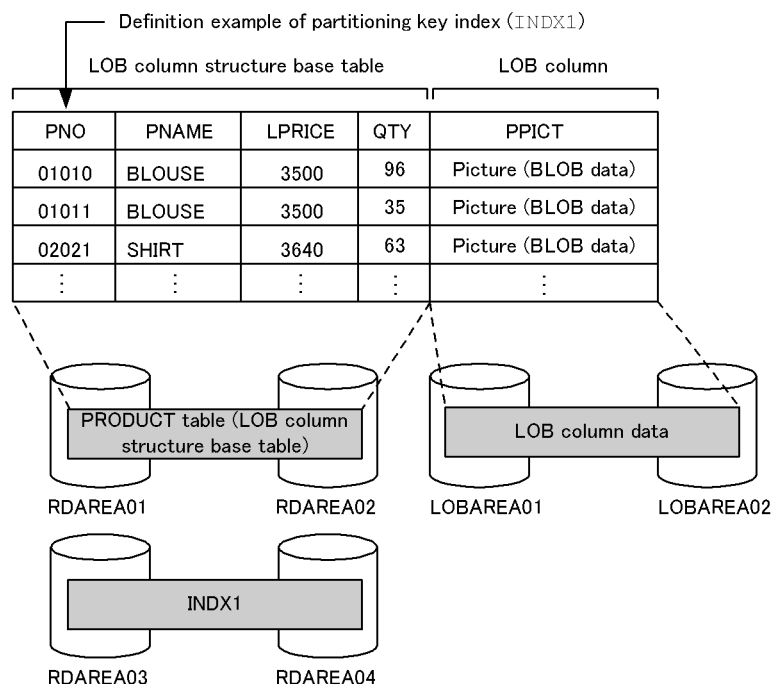 Definition example of partitioning key index (INDX1)
LOB column structure base table LOB column
PNO PNAME LPRICE QTY PPICT
01010 BLOUSE 3500 96 Picture (BLOB data)
01011 BLOUSE 3500 35 Picture (BLOB data)
02021 SHIRT 3640 63 Picture (BLOB data)
⋮ ⋮ ⋮ ⋮ ⋮
PRODUCT table (LOB column
structure base table)
LOB column data
RDAREA01 RDAREA02 LOBAREA01 LOBAREA02
INDX1
RDAREA03 RDAREA04